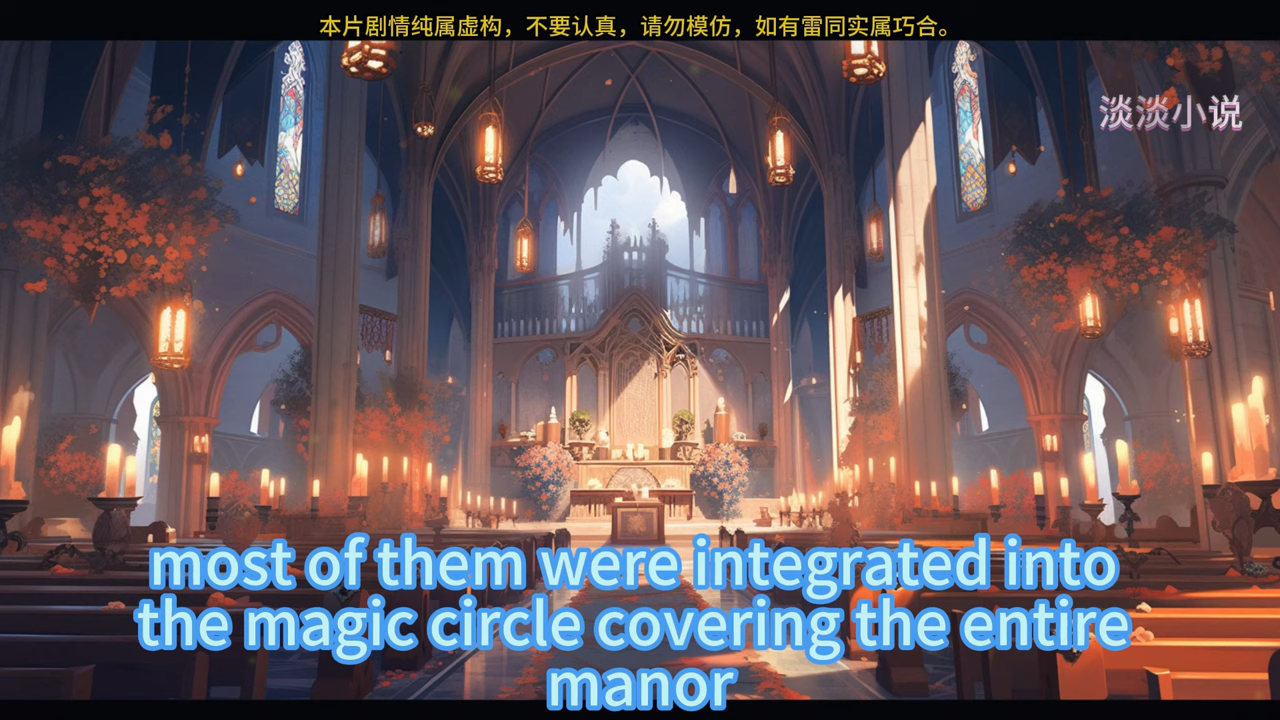 本片剧情纯属虚构，不要认真，请勿模仿，如有雷同实属巧合。
淡淡小说
most of them were integrated into
the magic circle covering the entire
manor